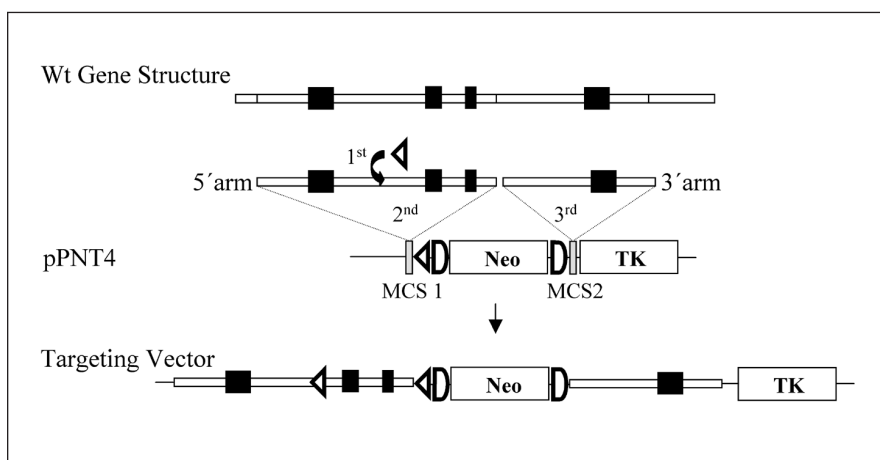 Wt Gene Structure
1st
5´arm
3´arm
2nd
3rd
pPNT4
Neo
TK
MCS 1
MCS2
Targeting Vector
Neo
TK